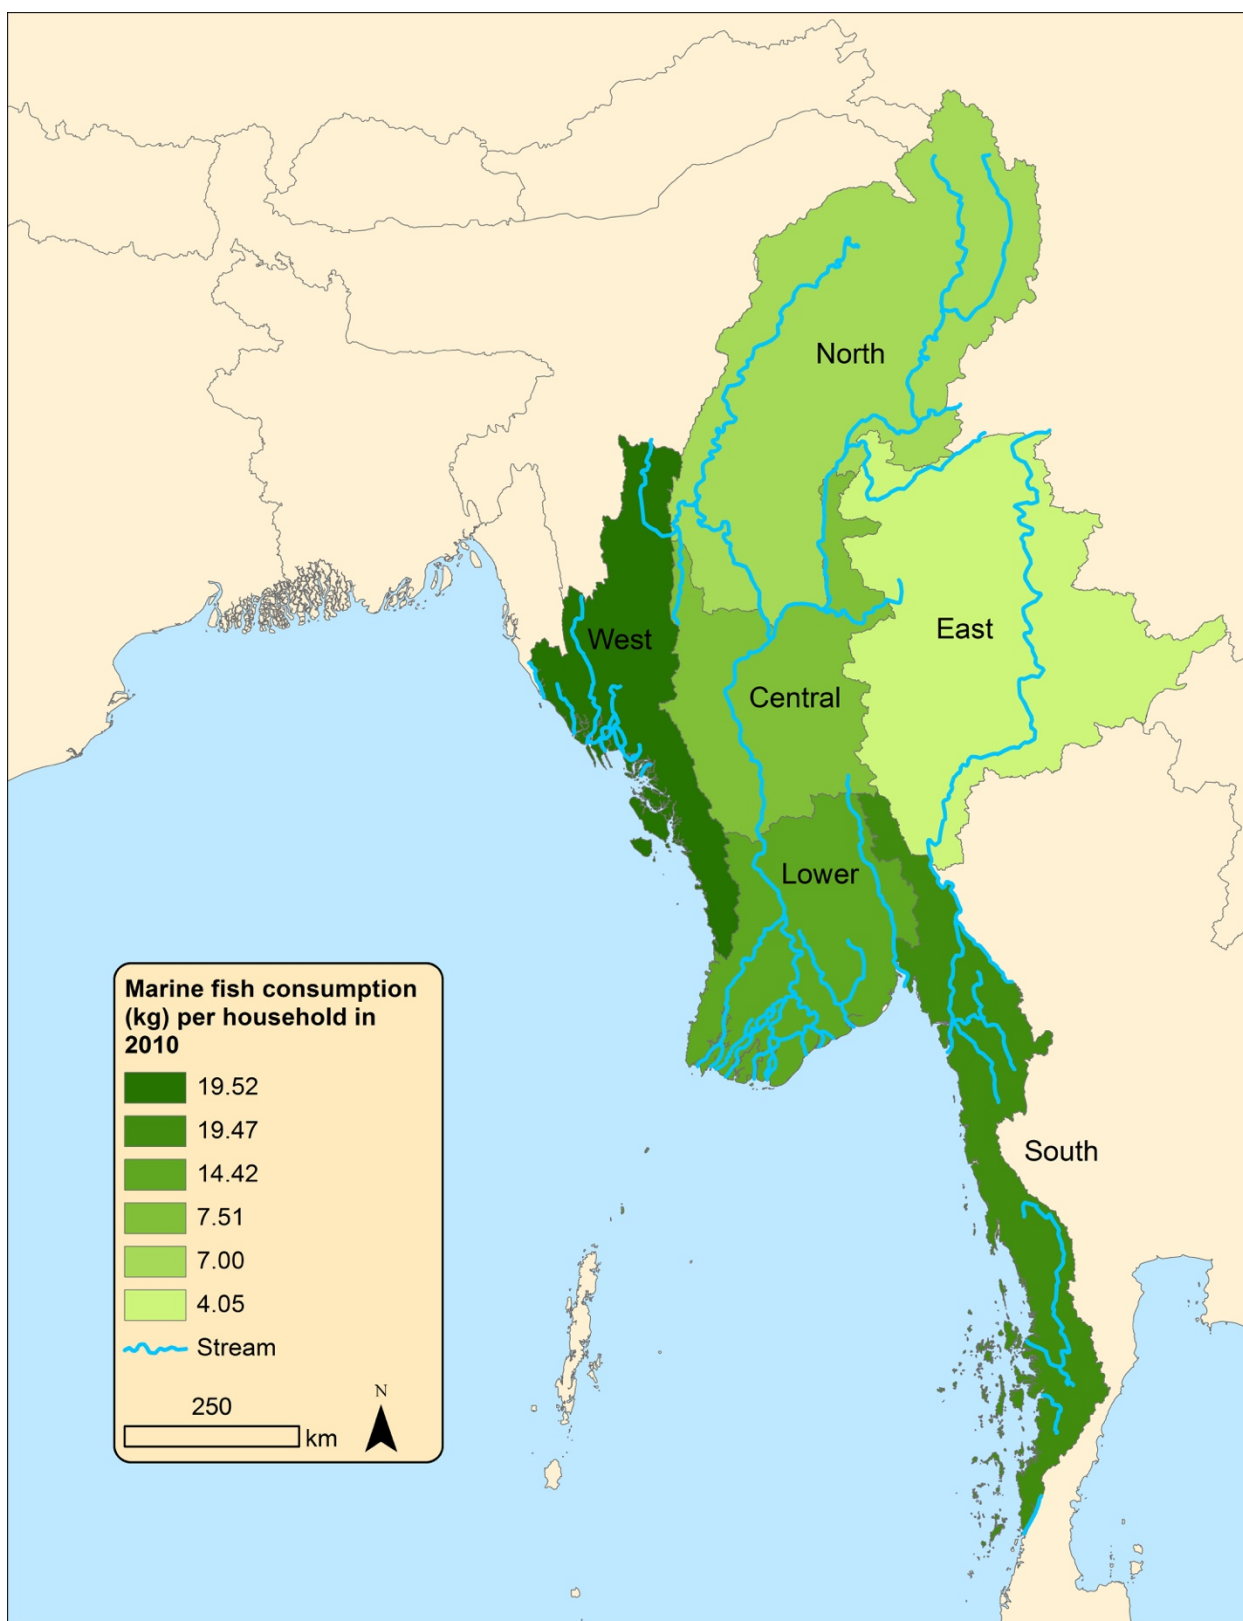 North
East
West
Central
Lower
South
Marine fish consumption
(kg) per household in
2010
19.52
19.47
14.42
7.51
7.00
4.05
Stream
250
km
N